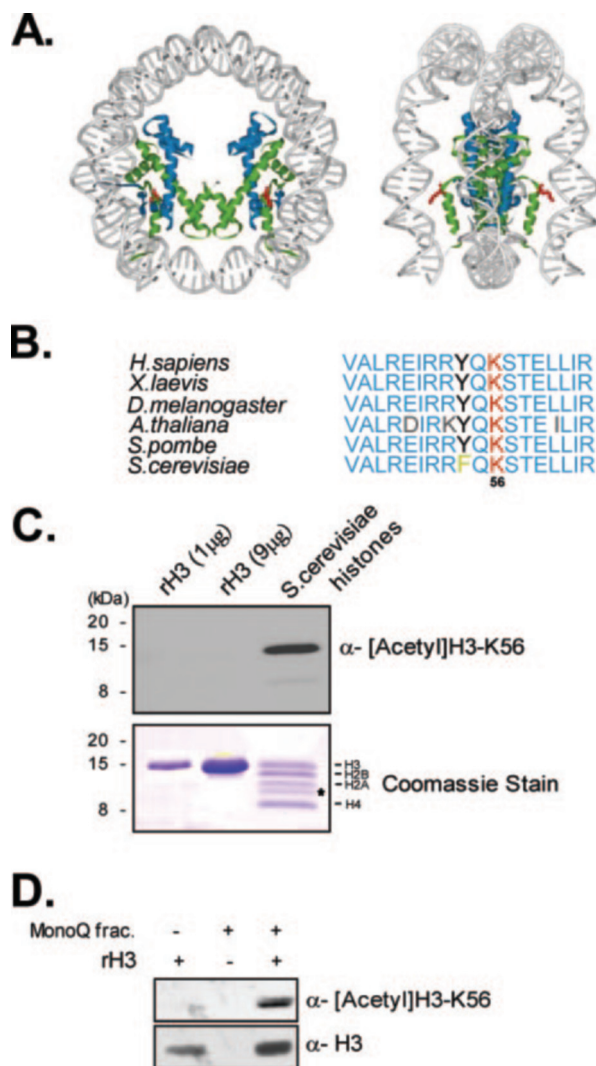 A.
B.
H.sapiens VALREIRRYQKSTELLIR
X.laevis VALREIRRYQKSTELLIR
D.melanogaster VALREIRRYQKSTELLIR
A.thaliana VALRDIRKYQKSTEILIR
S.pombe VALREIRRYQKSTELLIR
S.cerevisiae VALREIRRFQKSTELLIR
56
C.
rH3 (1µg)
rH3 (9µg)
S.cerevisiae histones
(kDa)
20 -
15 -
8 -
α- [Acetyl]H3-K56
20 -
15 -
8 -
H3
H2B
H2A
*
H4
Coomassie Stain
D.
MonoQ frac. - + +
rH3 + - +
α- [Acetyl]H3-K56
α- H3